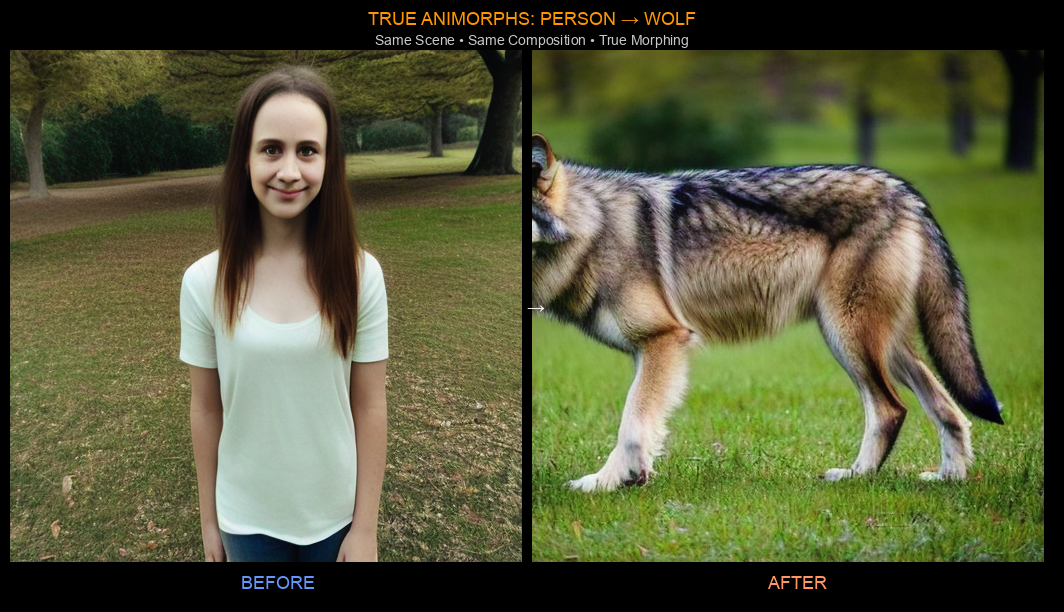 TRUE ANIMORPHS: PERSON → WOLF
Same Scene • Same Composition • True Morphing
→
BEFORE
AFTER